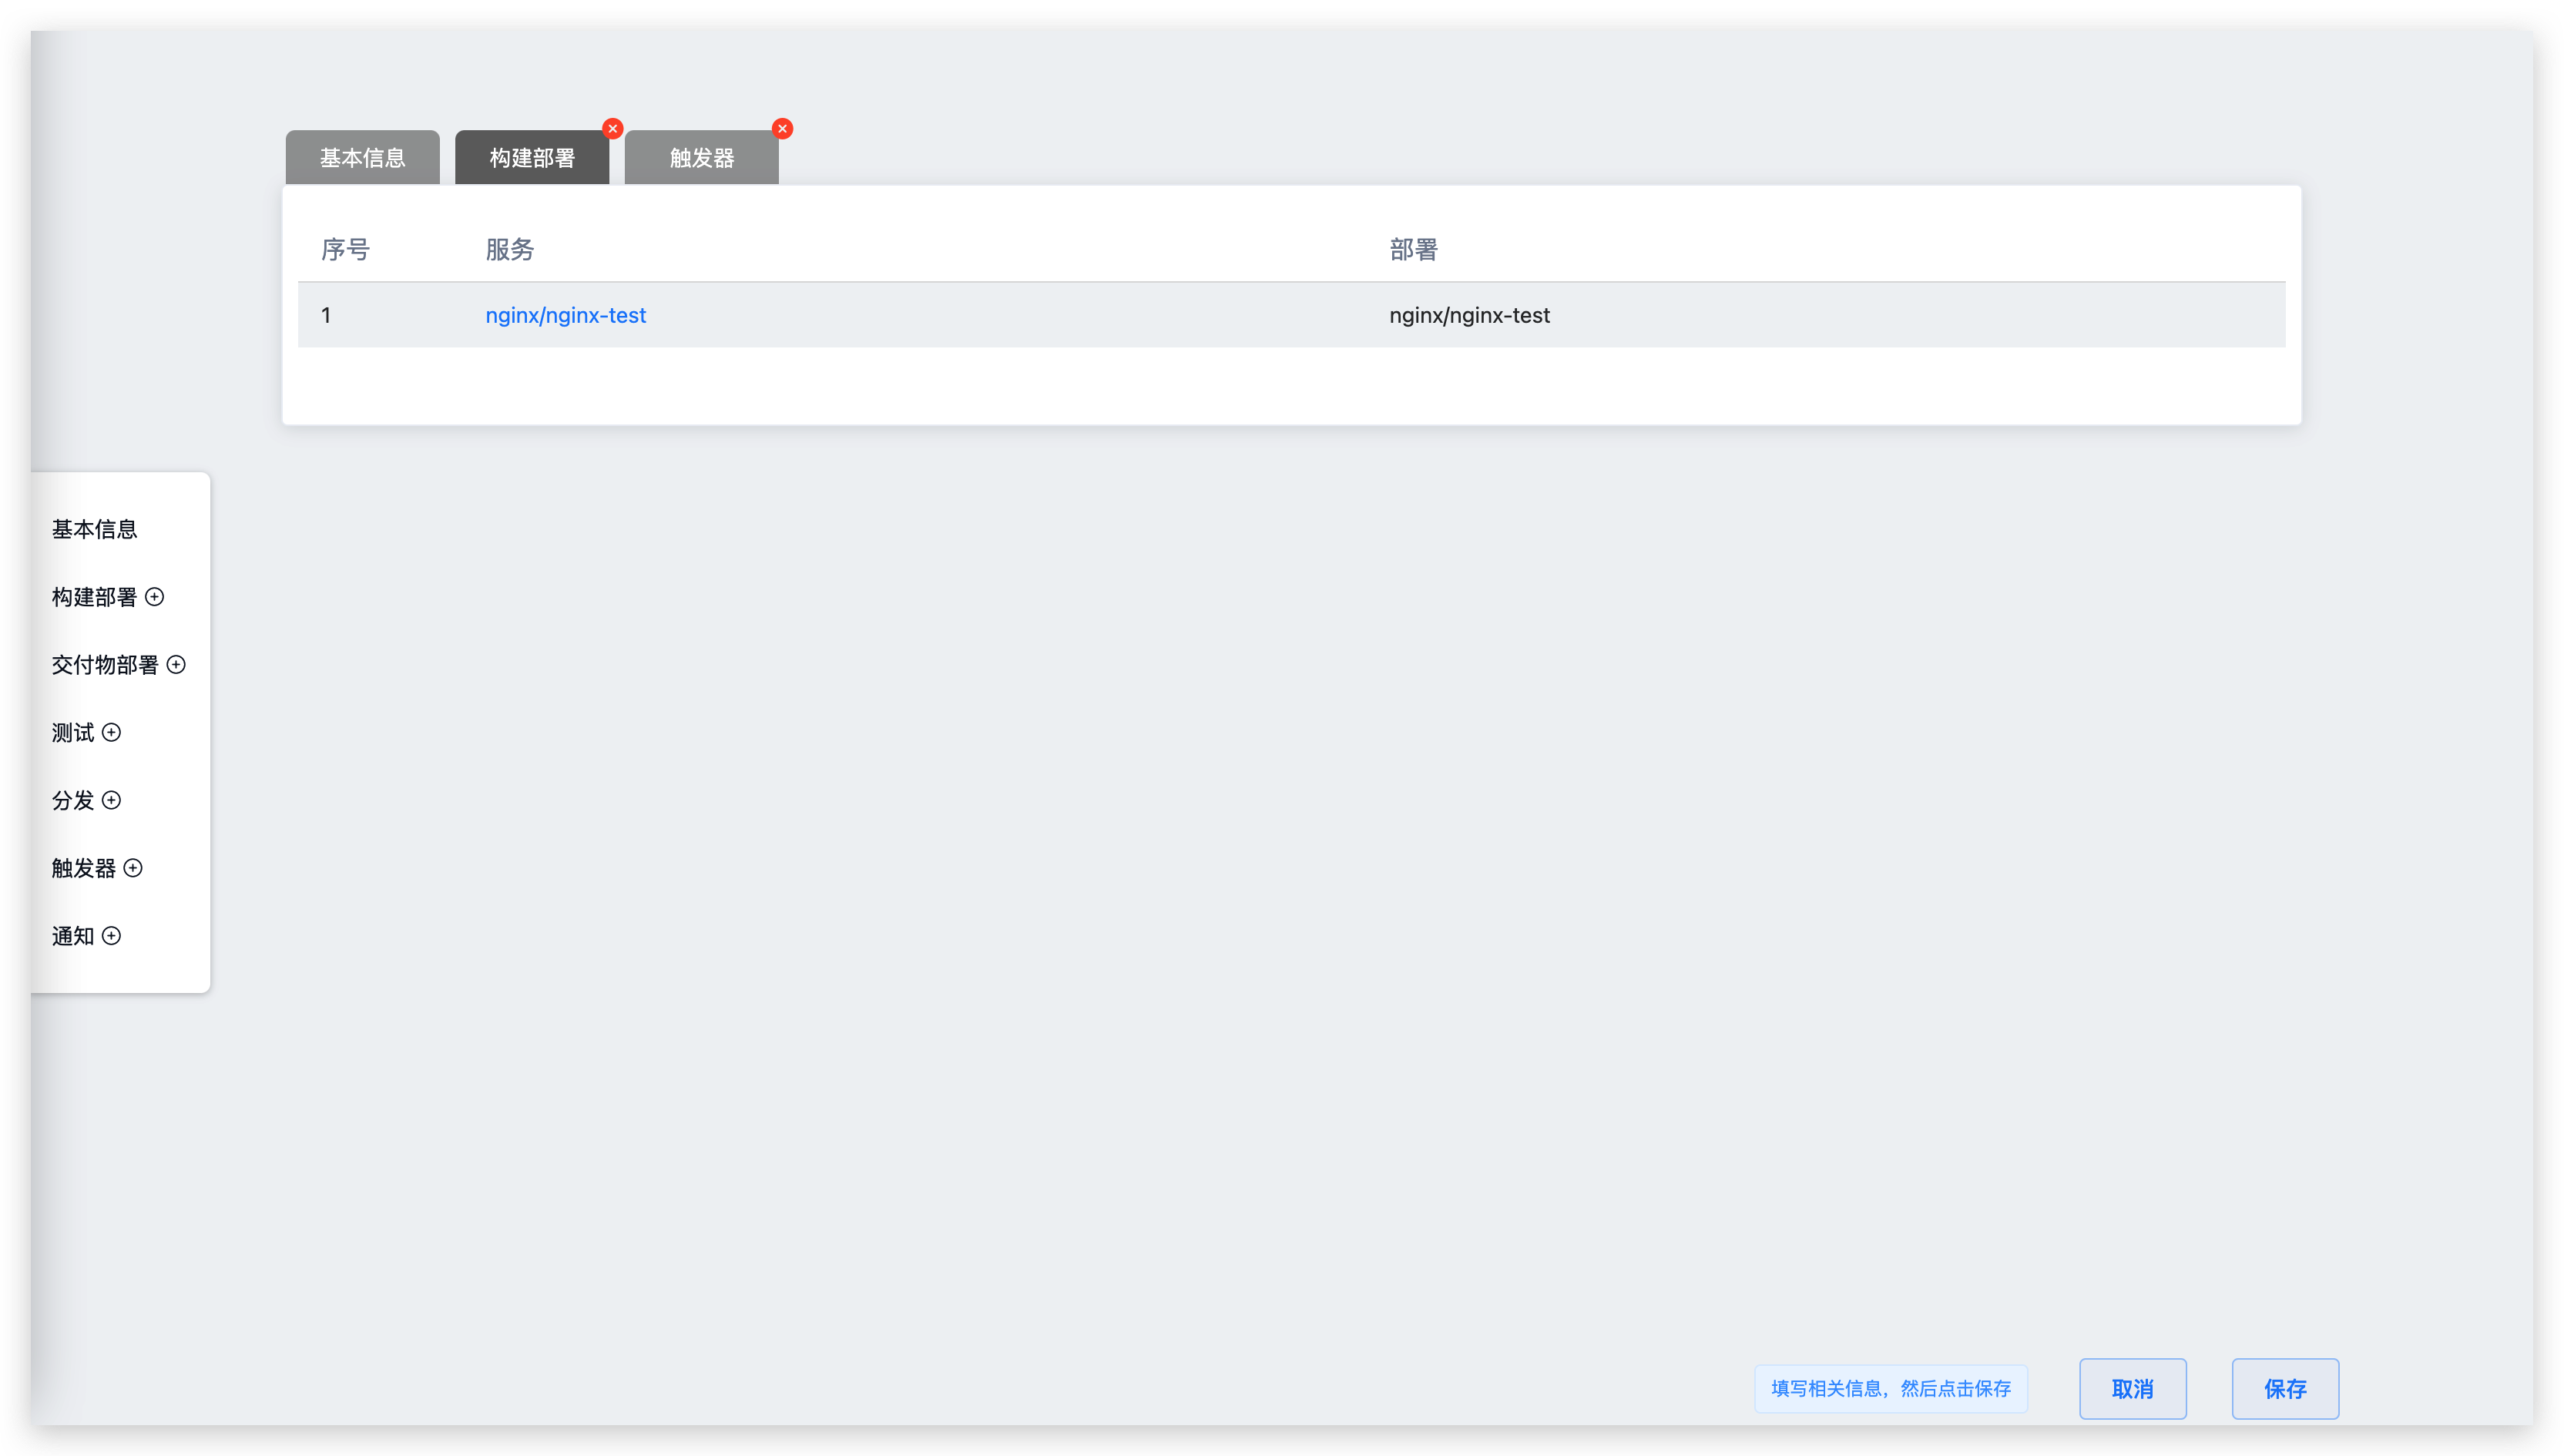 基本信息 构建部署 触发器
序号 服务 部署
1 nginx/nginx-test nginx/nginx-test
基本信息
构建部署
交付物部署
测试
分发
触发器
通知
填写相关信息，然后点击保存 取消 保存